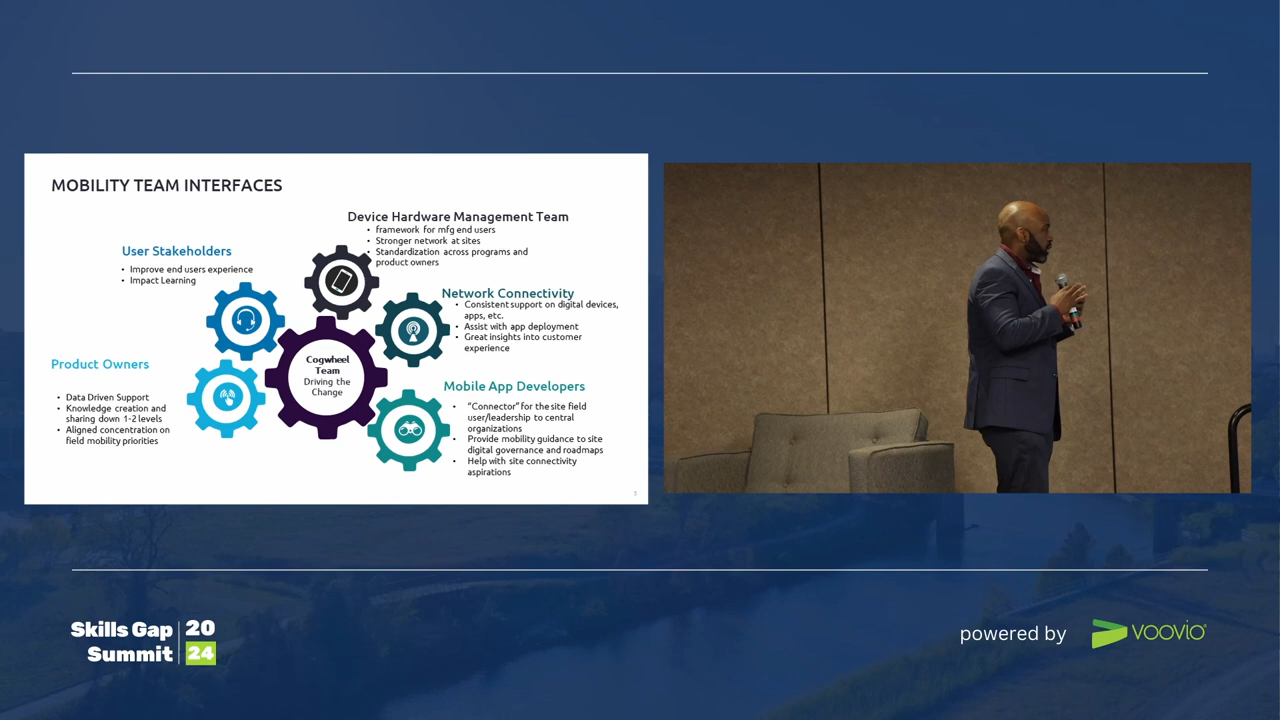 MOBILITY TEAM INTERFACES
Device Hardware Management Team
• framework for mfg end users
• Stronger network at sites
• Standardization across programs and
product owners
User Stakeholders
• Improve end users experience
• Impact Learning
Network Connectivity
• Consistent support on digital devices,
apps, etc.
• Assist with app deployment
• Great insights into customer
experience
Cogwheel
Team
Driving the
Change
Product Owners
• Data Driven Support
• Knowledge creation and
sharing down 1-2 levels
• Aligned concentration on
field mobility priorities
Mobile App Developers
• “Connector” for the site field
user/leadership to central
organizations
• Provide mobility guidance to site
digital governance and roadmaps
• Help with site connectivity
aspirations
Skills Gap
Summit
20
24
powered by
VOOVIO